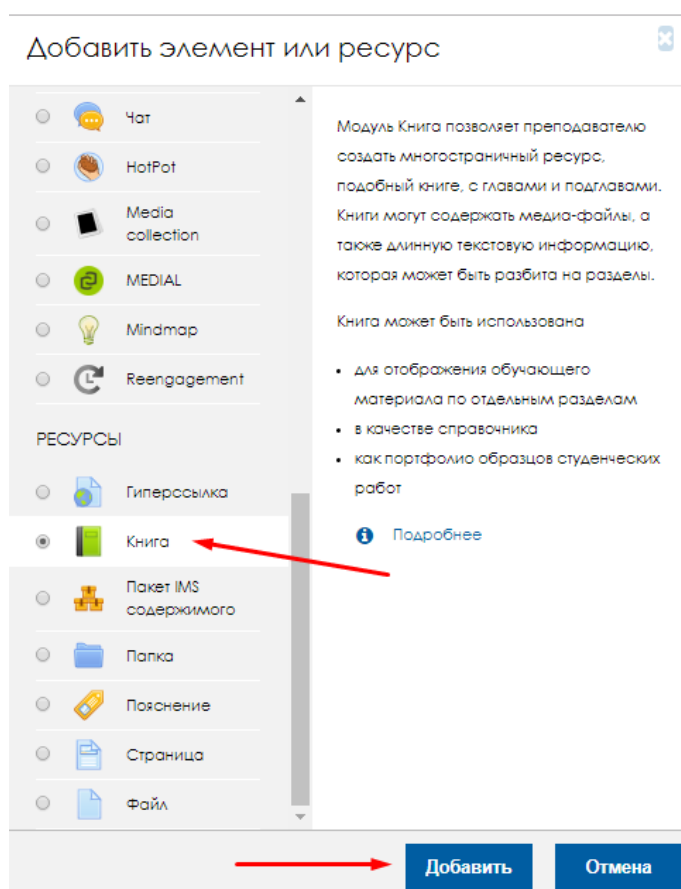 Добавить элемент или ресурс
Чат
HotPot
Media
collection
MEDIAL
Mindmap
Reengagement
РЕСУРСЫ
Гиперссылка
Книга
Пакет IMS
содержимого
Папка
Пояснение
Страница
Файл
Модуль Книга позволяет преподавателю
создать многостраничный ресурс,
подобный книге, с главами и подглавами.
Книги могут содержать медиа-файлы, а
также длинную текстовую информацию,
которая может быть разбита на разделы.
Книга может быть использована
• для отображения обучающего
материала по отдельным разделам
• в качестве справочника
• как портфолио образцов студенческих
работ
Подробнее
Добавить
Отмена